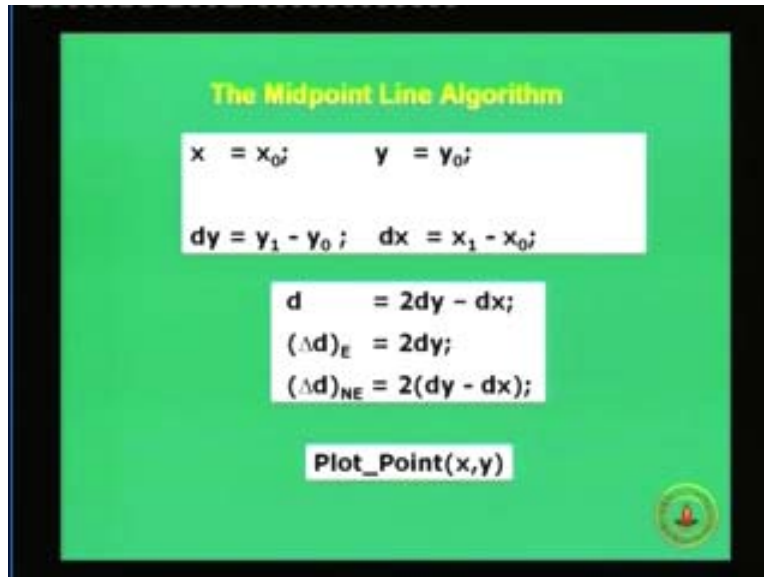 The Midpoint Line Algorithm
x = x₀; y = y₀;
dy = y₁ - y₀ ; dx = x₁ - x₀;
d = 2dy – dx;
(Δd)E = 2dy;
(Δd)NE = 2(dy - dx);
Plot_Point(x,y)